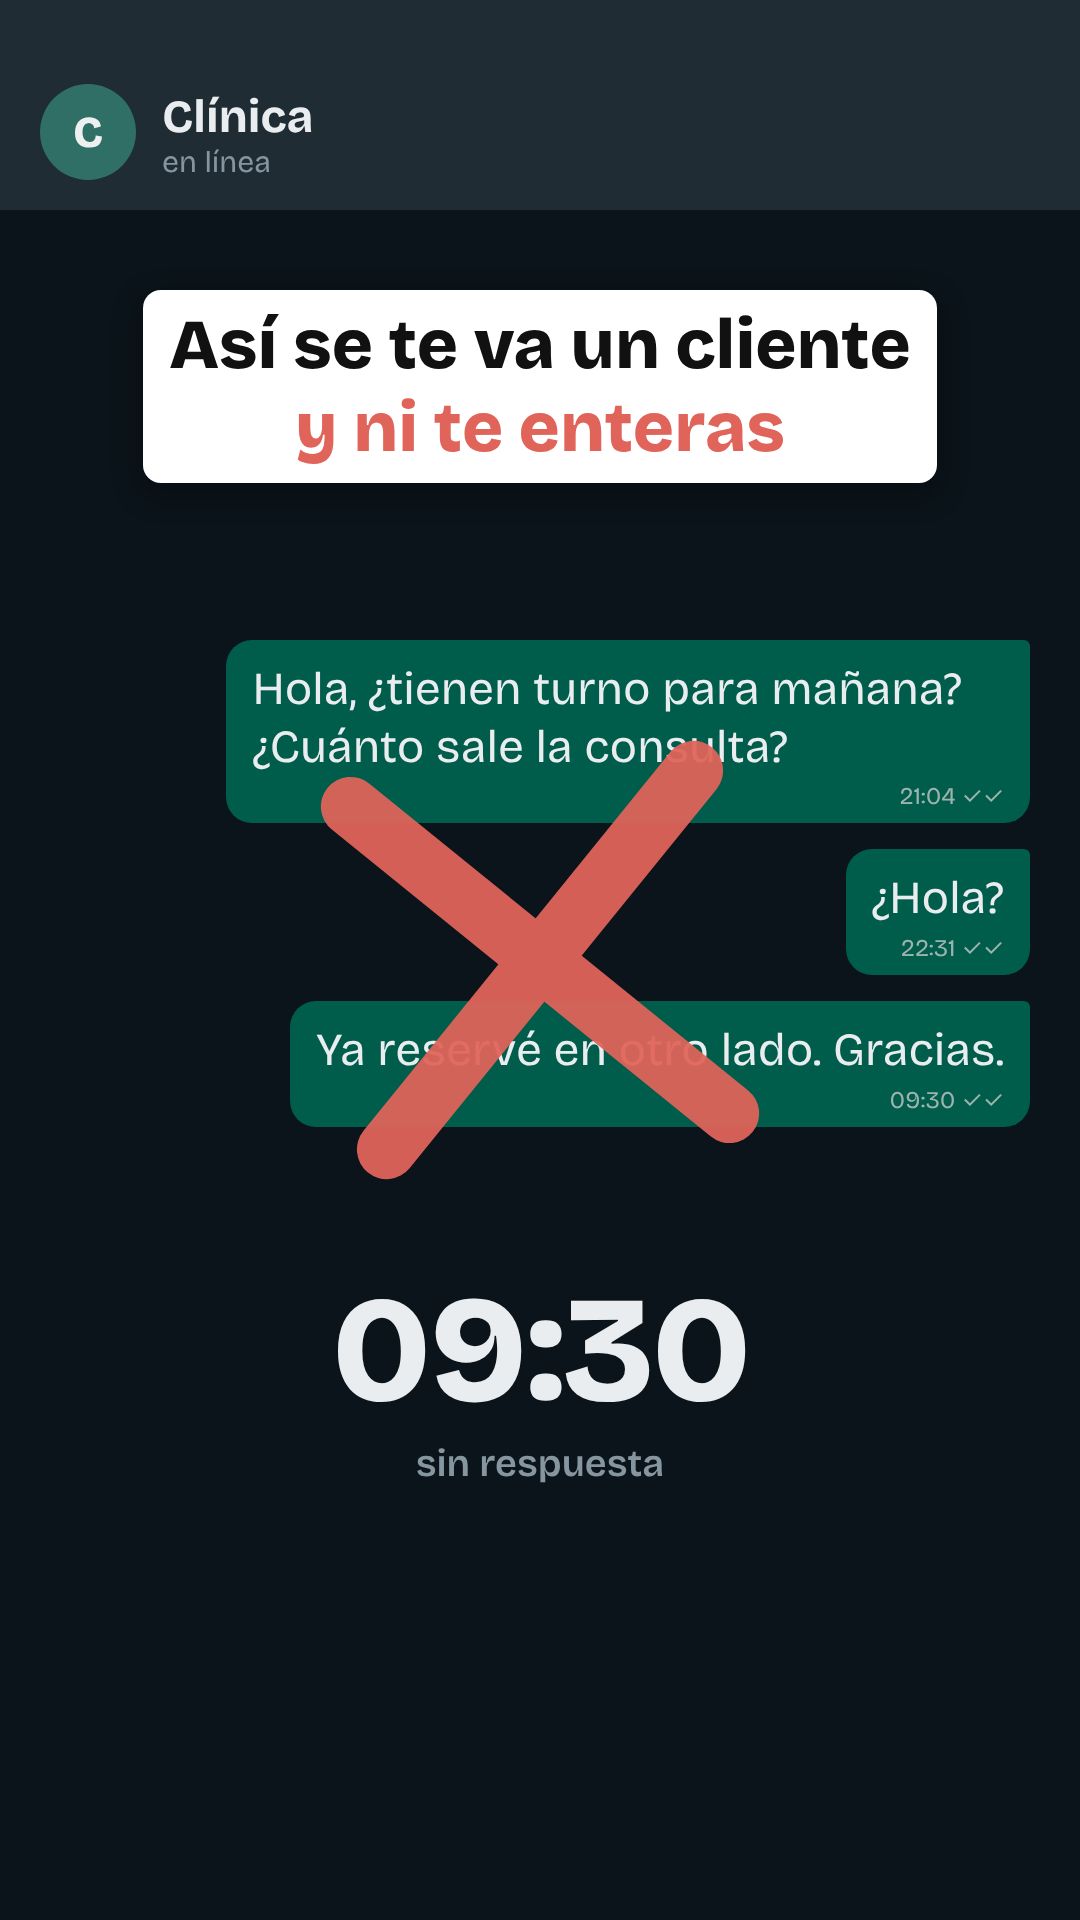 C
Clínica
en línea
Así se te va un cliente
y ni te enteras
Hola, ¿tienen turno para mañana?
¿Cuánto sale la consulta?
21:04
¿Hola?
22:31
Ya reservé en otro lado. Gracias.
09:30
09:30
sin respuesta